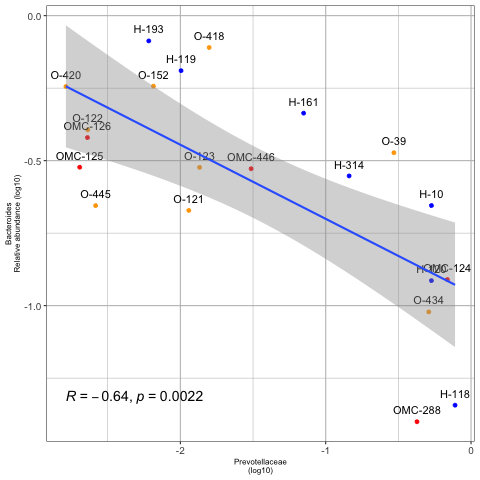 0.0
H-193
O-418
H-119
O-420
O-152
H-161
O-122
OMC-126
O-39
OMC-125
O-123
OMC-446
-0.5
H-314
O-445
O-121
H-10
OMC-124
O-434
-1.0
H-118
R = −0.64, p = 0.0022
OMC-288
-2
-1
0
Prevotellaceae
(log10)
Bacteroides
Relative abundance (log10)